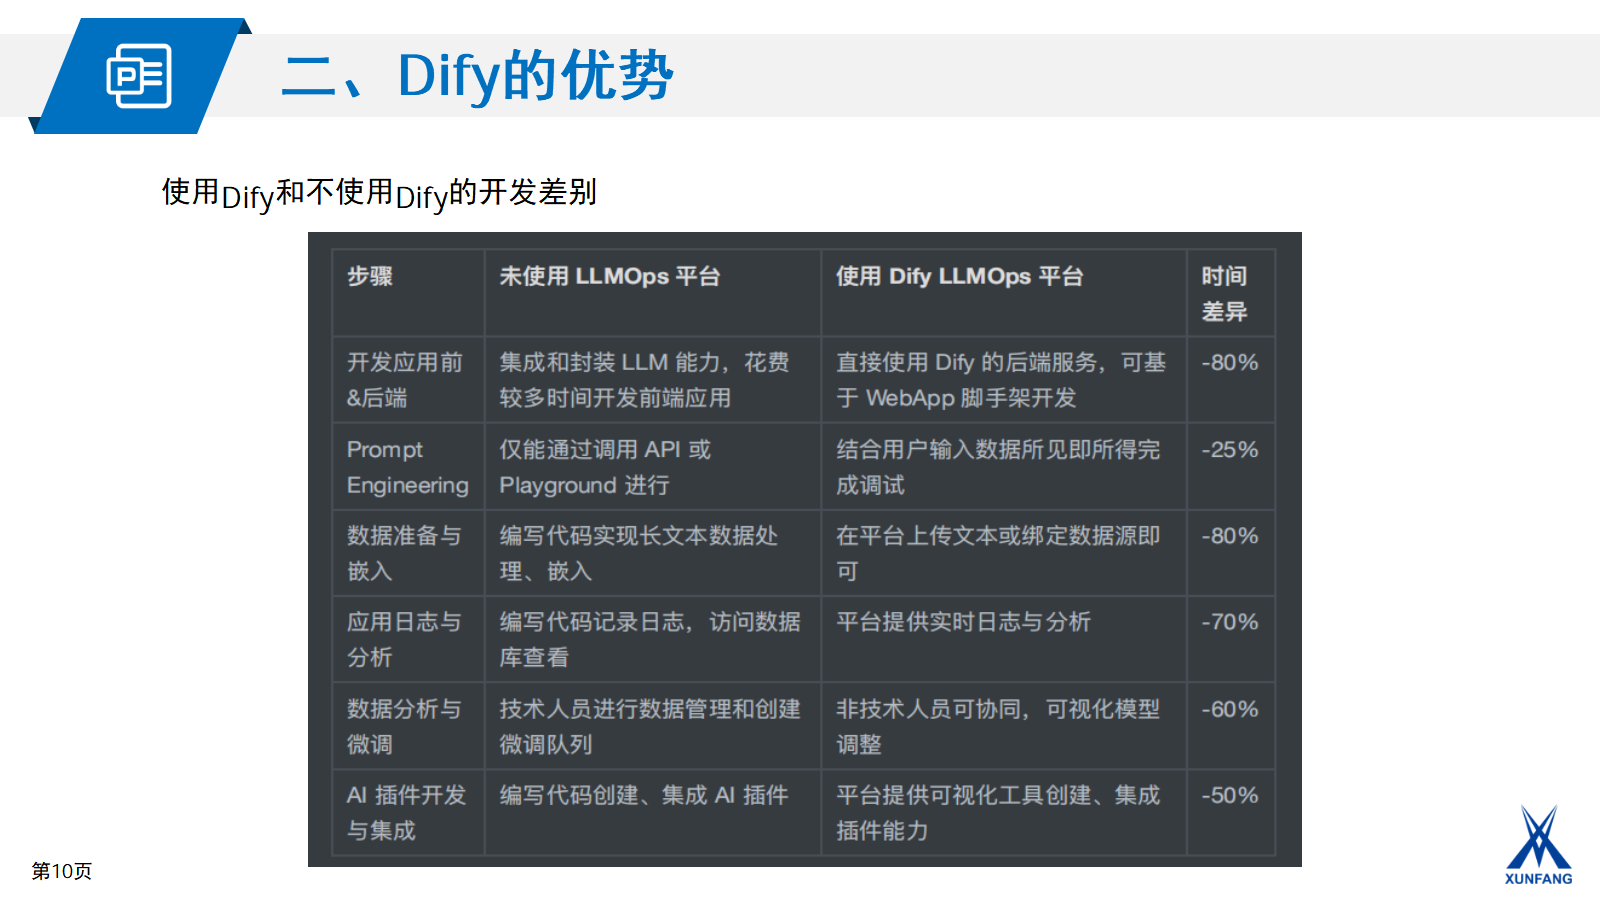 二、Dify的优势
使用Dify和不使用Dify的开发差别
步骤
未使用 LLMOps 平台
使用 Dify LLMOps 平台
时间
差异
开发应用前
&后端
集成和封装 LLM 能力，花费
较多时间开发前端应用
直接使用 Dify 的后端服务，可基
于 WebApp 脚手架开发
-80%
Prompt
Engineering
仅能通过调用 API 或
Playground 进行
结合用户输入数据所见即所得完
成调试
-25%
数据准备与
嵌入
编写代码实现长文本数据处
理、嵌入
在平台上传文本或绑定数据源即
可
-80%
应用日志与
分析
编写代码记录日志，访问数据
库查看
平台提供实时日志与分析
-70%
数据分析与
微调
技术人员进行数据管理和创建
微调队列
非技术人员可协同，可视化模型
调整
-60%
AI 插件开发
与集成
编写代码创建、集成 AI 插件
平台提供可视化工具创建、集成
插件能力
-50%
第10页
XUNFANG